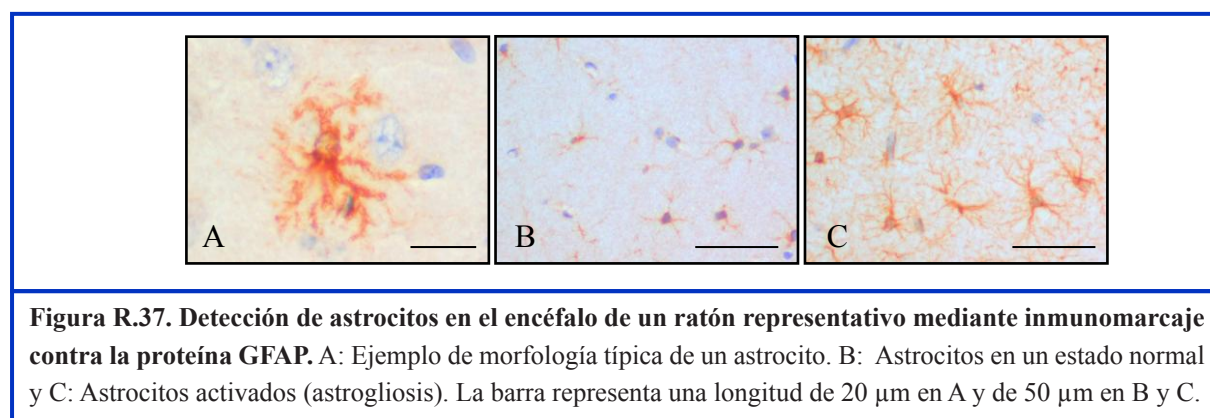 A
B
C
Figura R.37. Detección de astrocitos en el encéfalo de un ratón representativo mediante inmunomarcaje
contra la proteína GFAP. A: Ejemplo de morfología típica de un astrocito. B: Astrocitos en un estado normal
y C: Astrocitos activados (astrogliosis). La barra representa una longitud de 20 µm en A y de 50 µm en B y C.